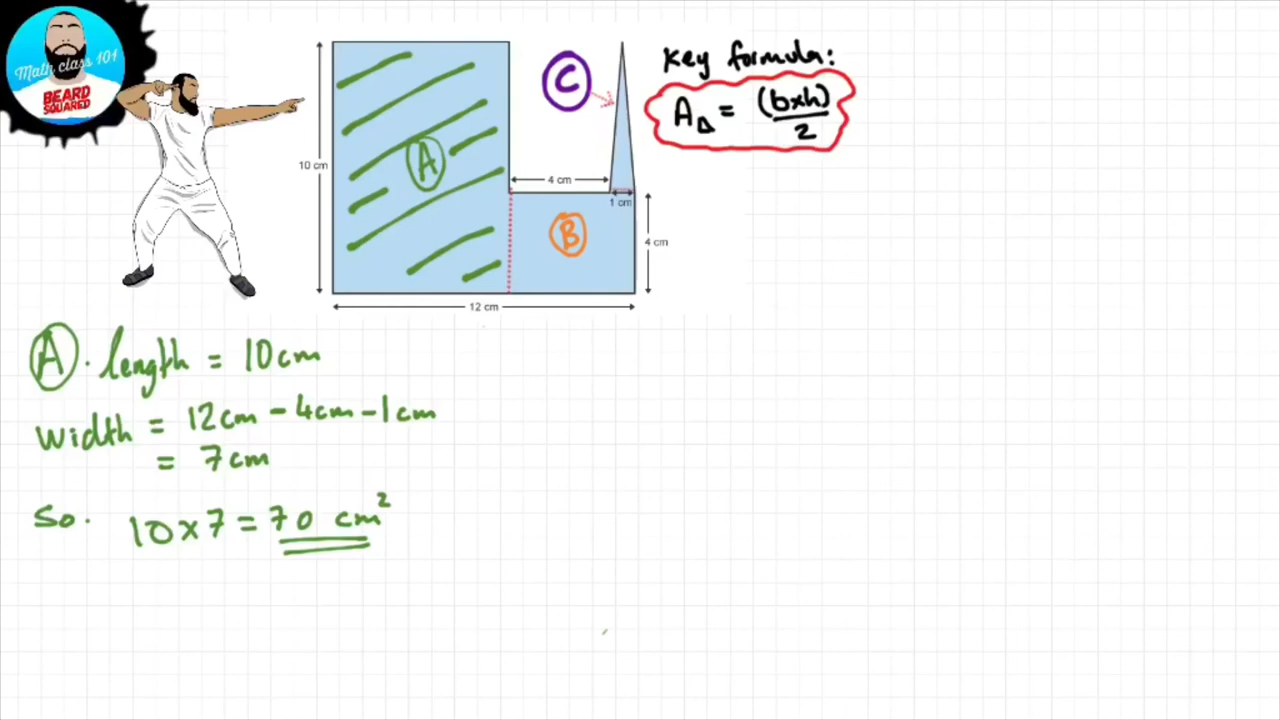 Math class 101
BEARD
SQUARED
10 cm
A
4 cm
C
1 cm
B
4 cm
12 cm
Key formula:
A△ = (b×h)/2
A. length = 10cm
width = 12cm - 4cm - 1cm
= 7cm
So. 10 × 7 = 70 cm²